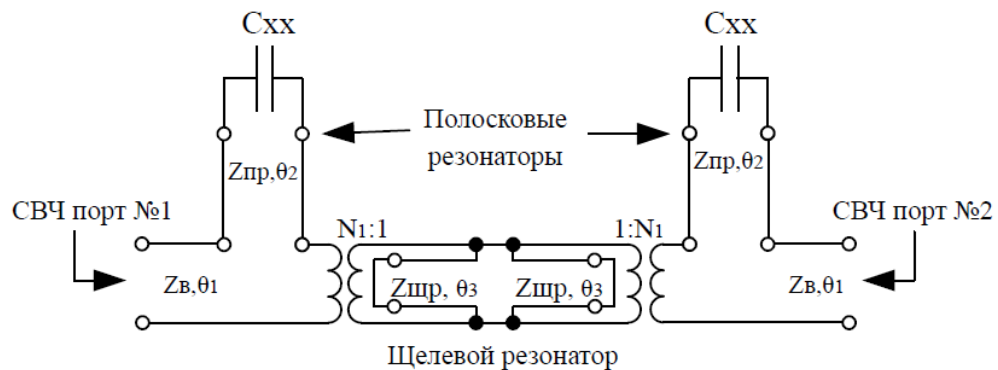 Cxx
Cxx
Полосковые
резонаторы
Zпр,θ2
Zпр,θ2
СВЧ порт №1
СВЧ порт №2
N1:1
1:N1
Zв,θ1
Zщр, θ3
Zщр, θ3
Zв,θ1
Щелевой резонатор